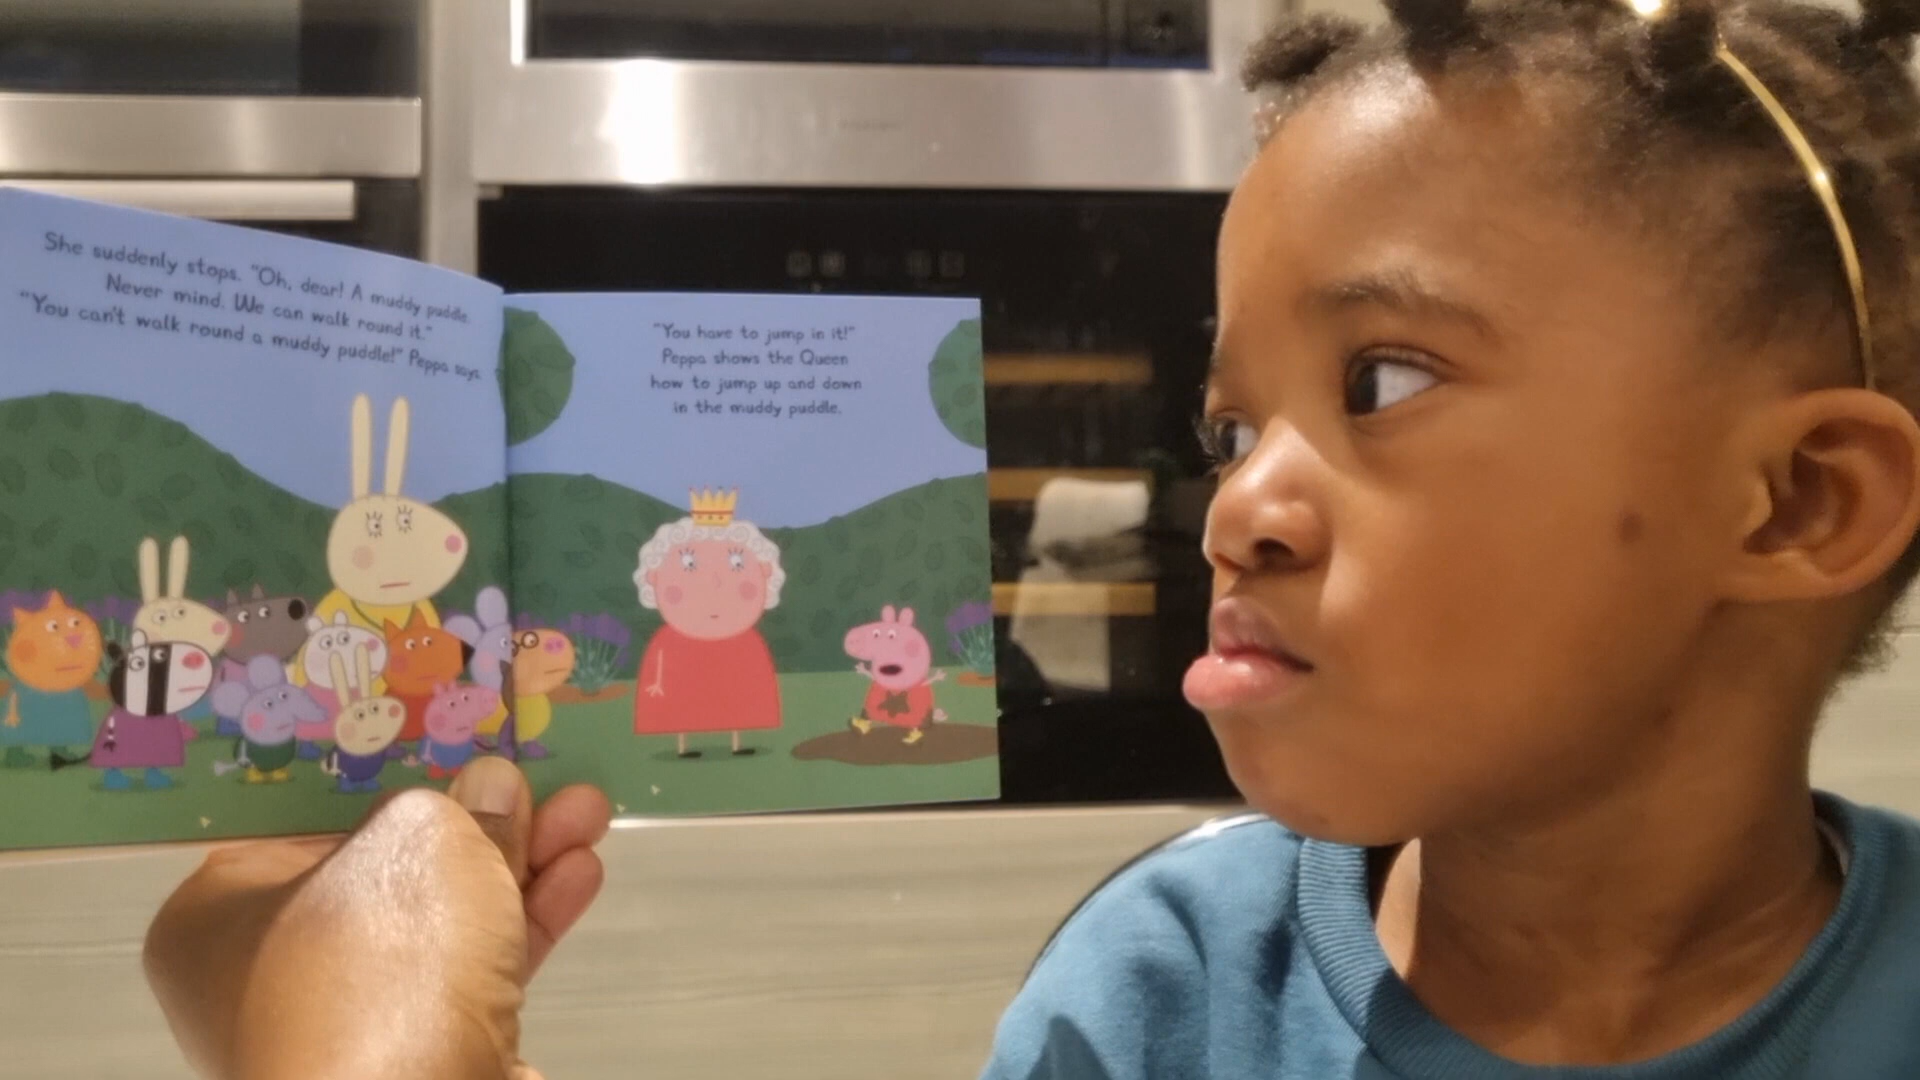 She suddenly stops. "Oh, dear! A muddy puddle.
Never mind. We can walk round it."
"You can't walk round a muddy puddle!" Peppa says.
"You have to jump in it!"
Peppa shows the Queen
how to jump up and down
in the muddy puddle.